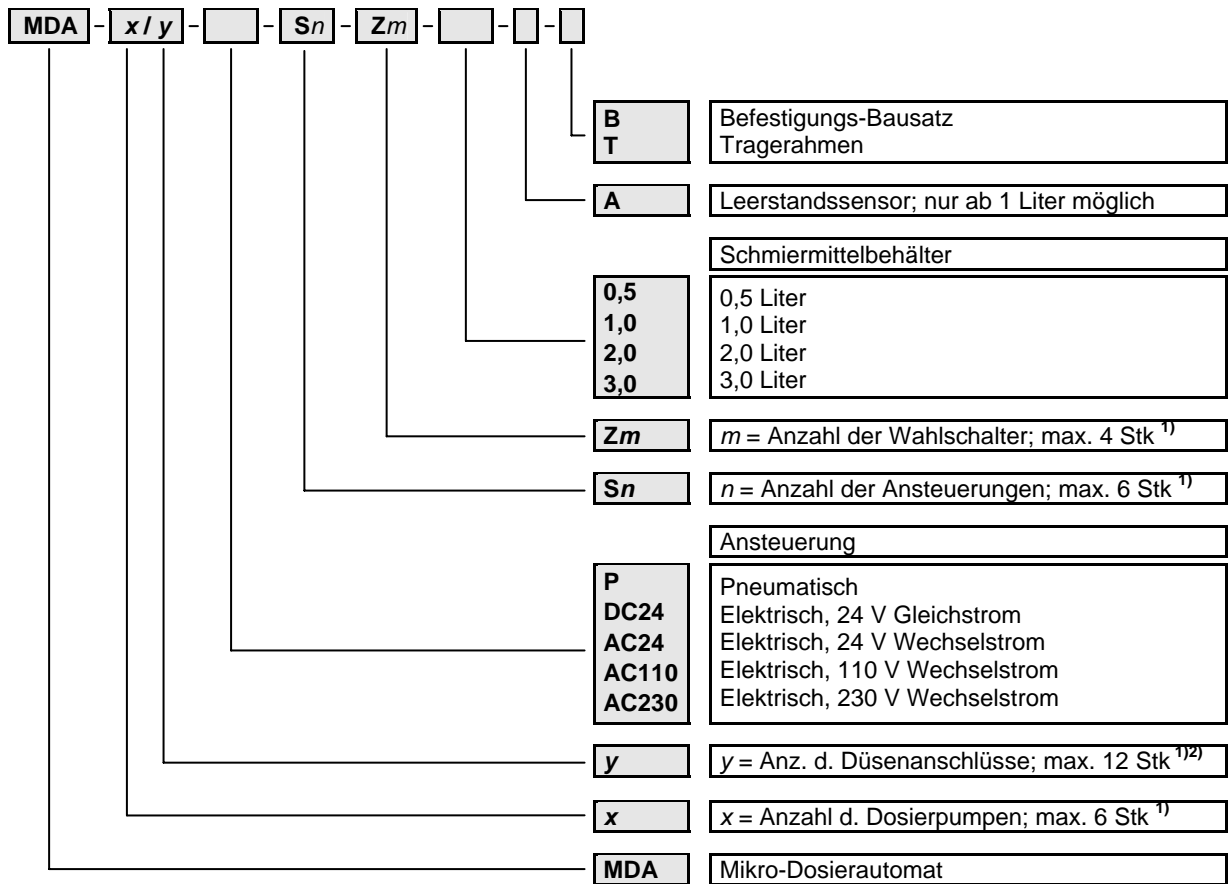 MDA – x / y – – Sn – Zm – – –
B Befestigungs-Bausatz
T Tragerahmen
A Leerstandssensor; nur ab 1 Liter möglich
Schmiermittelbehälter
0,5 0,5 Liter
1,0 1,0 Liter
2,0 2,0 Liter
3,0 3,0 Liter
Zm m = Anzahl der Wahlschalter; max. 4 Stk 1)
Sn n = Anzahl der Ansteuerungen; max. 6 Stk 1)
Ansteuerung
P Pneumatisch
DC24 Elektrisch, 24 V Gleichstrom
AC24 Elektrisch, 24 V Wechselstrom
AC110 Elektrisch, 110 V Wechselstrom
AC230 Elektrisch, 230 V Wechselstrom
y y = Anz. d. Düsenanschlüsse; max. 12 Stk 1)2)
x x = Anzahl d. Dosierpumpen; max. 6 Stk 1)
MDA Mikro-Dosierautomat